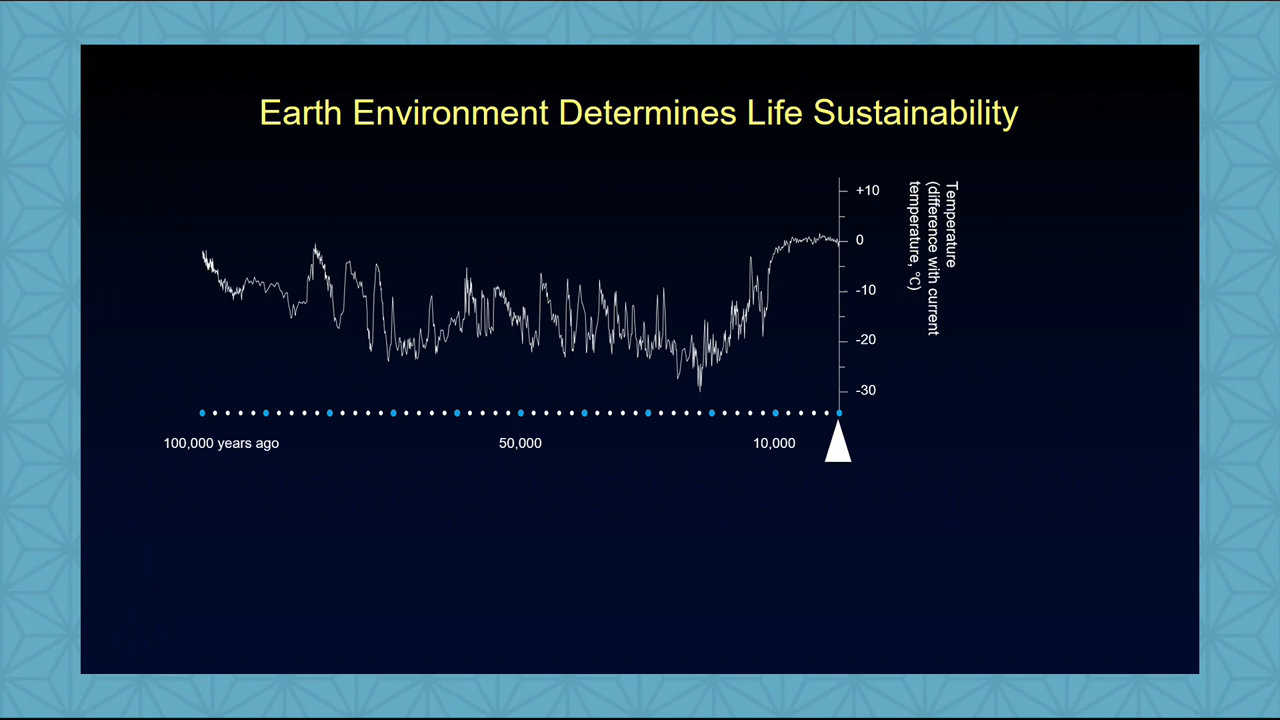 Earth Environment Determines Life Sustainability
+10
0
-10
-20
-30
Temperature
(difference with current
temperature, °C)
100,000 years ago
50,000
10,000